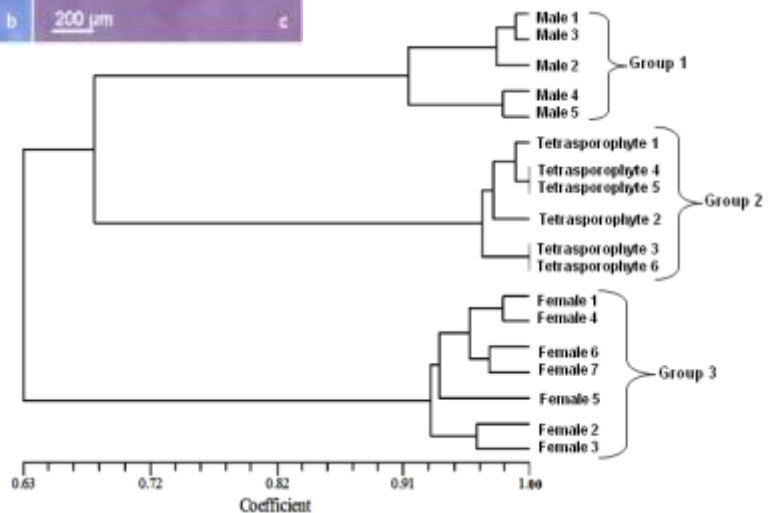 b 200 µm c
Male 1
Male 3
Male 2
Group 1
Male 4
Male 5
Tetrasporophyte 1
Tetrasporophyte 4
Tetrasporophyte 5
Tetrasporophyte 2
Group 2
Tetrasporophyte 3
Tetrasporophyte 6
Female 1
Female 4
Female 6
Female 7
Group 3
Female 5
Female 2
Female 3
0.63 0.72 0.82 0.91 1.00
Coefficient